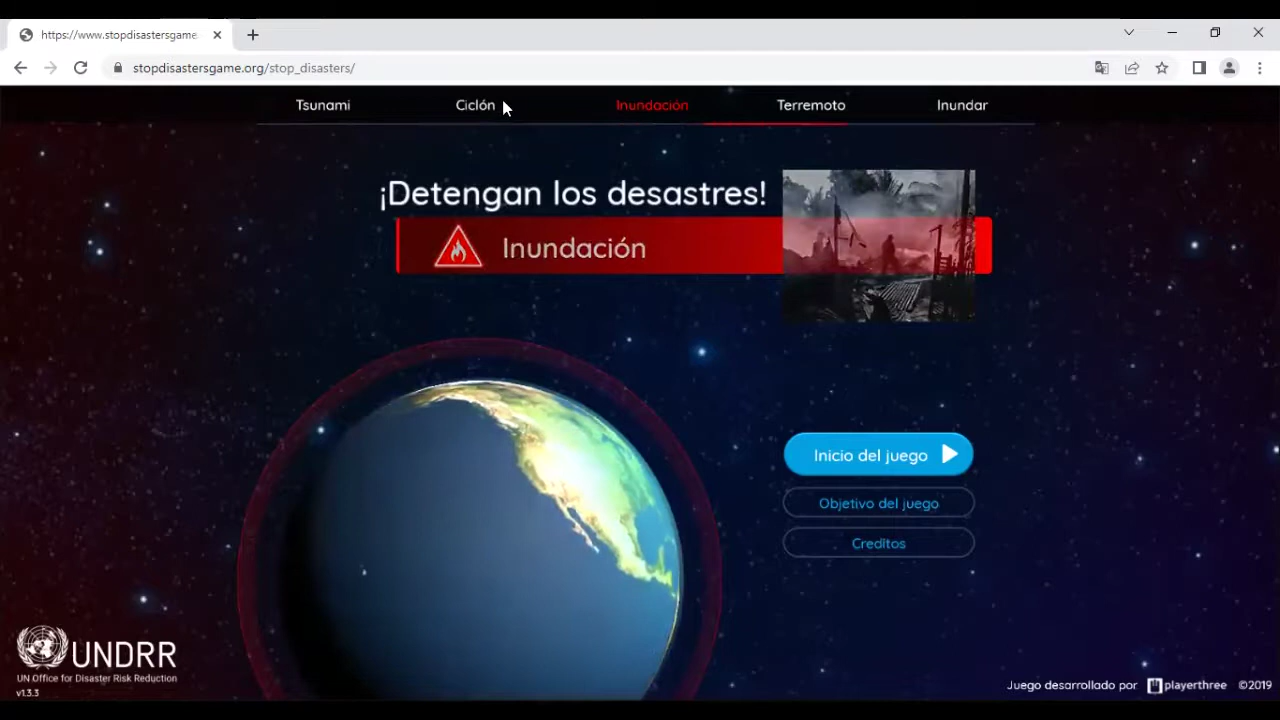 https://www.stopdisastersgame.
stopdisastersgame.org/stop_disasters/
Tsunami
Ciclón
Inundación
Terremoto
Inundar
¡Detengan los desastres!
Inundación
Inicio del juego
Objetivo del juego
Creditos
UNDRR
UN Office for Disaster Risk Reduction
v1.3.3
Juego desarrollado por playerthree ©2019